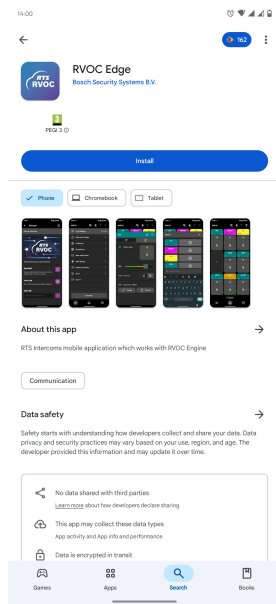 14:00
162
RTS
RVOC
RVOC Edge
Bosch Security Systems B.V.
3
PEGI 3
Install
Phone
Chromebook
Tablet
About this app
RTS Intercoms mobile application which works with RVOC Engine
Communication
Data safety
Safety starts with understanding how developers collect and share your data. Data
privacy and security practices may vary based on your use, region, and age. The
developer provided this information and may update it over time.
No data shared with third parties
Learn more about how developers declare sharing
This app may collect these data types
App activity and App info and performance
Data is encrypted in transit
Games
Apps
Search
Books